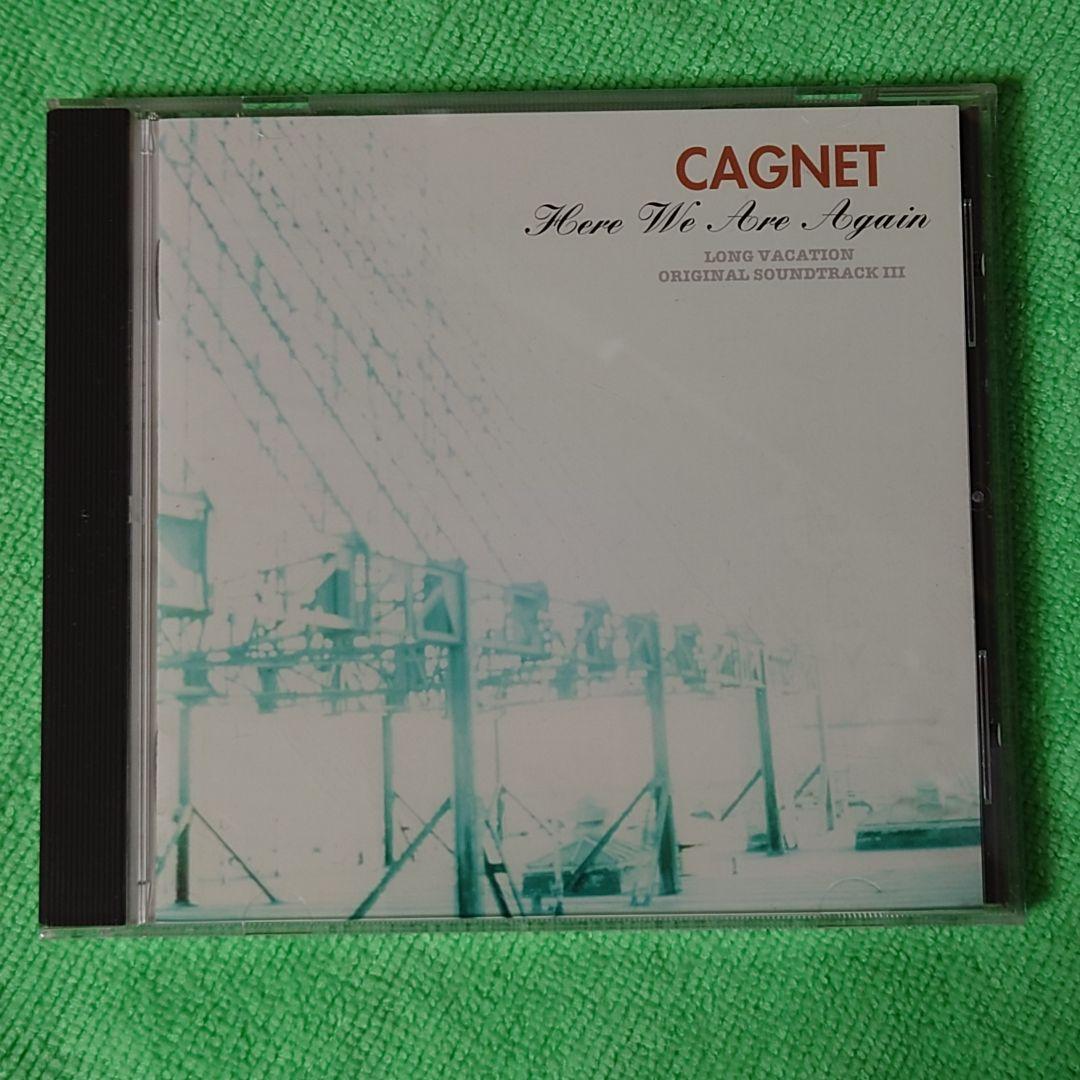 CAGNET
Here We Are Again
LONG VACATION
ORIGINAL SOUNDTRACK III